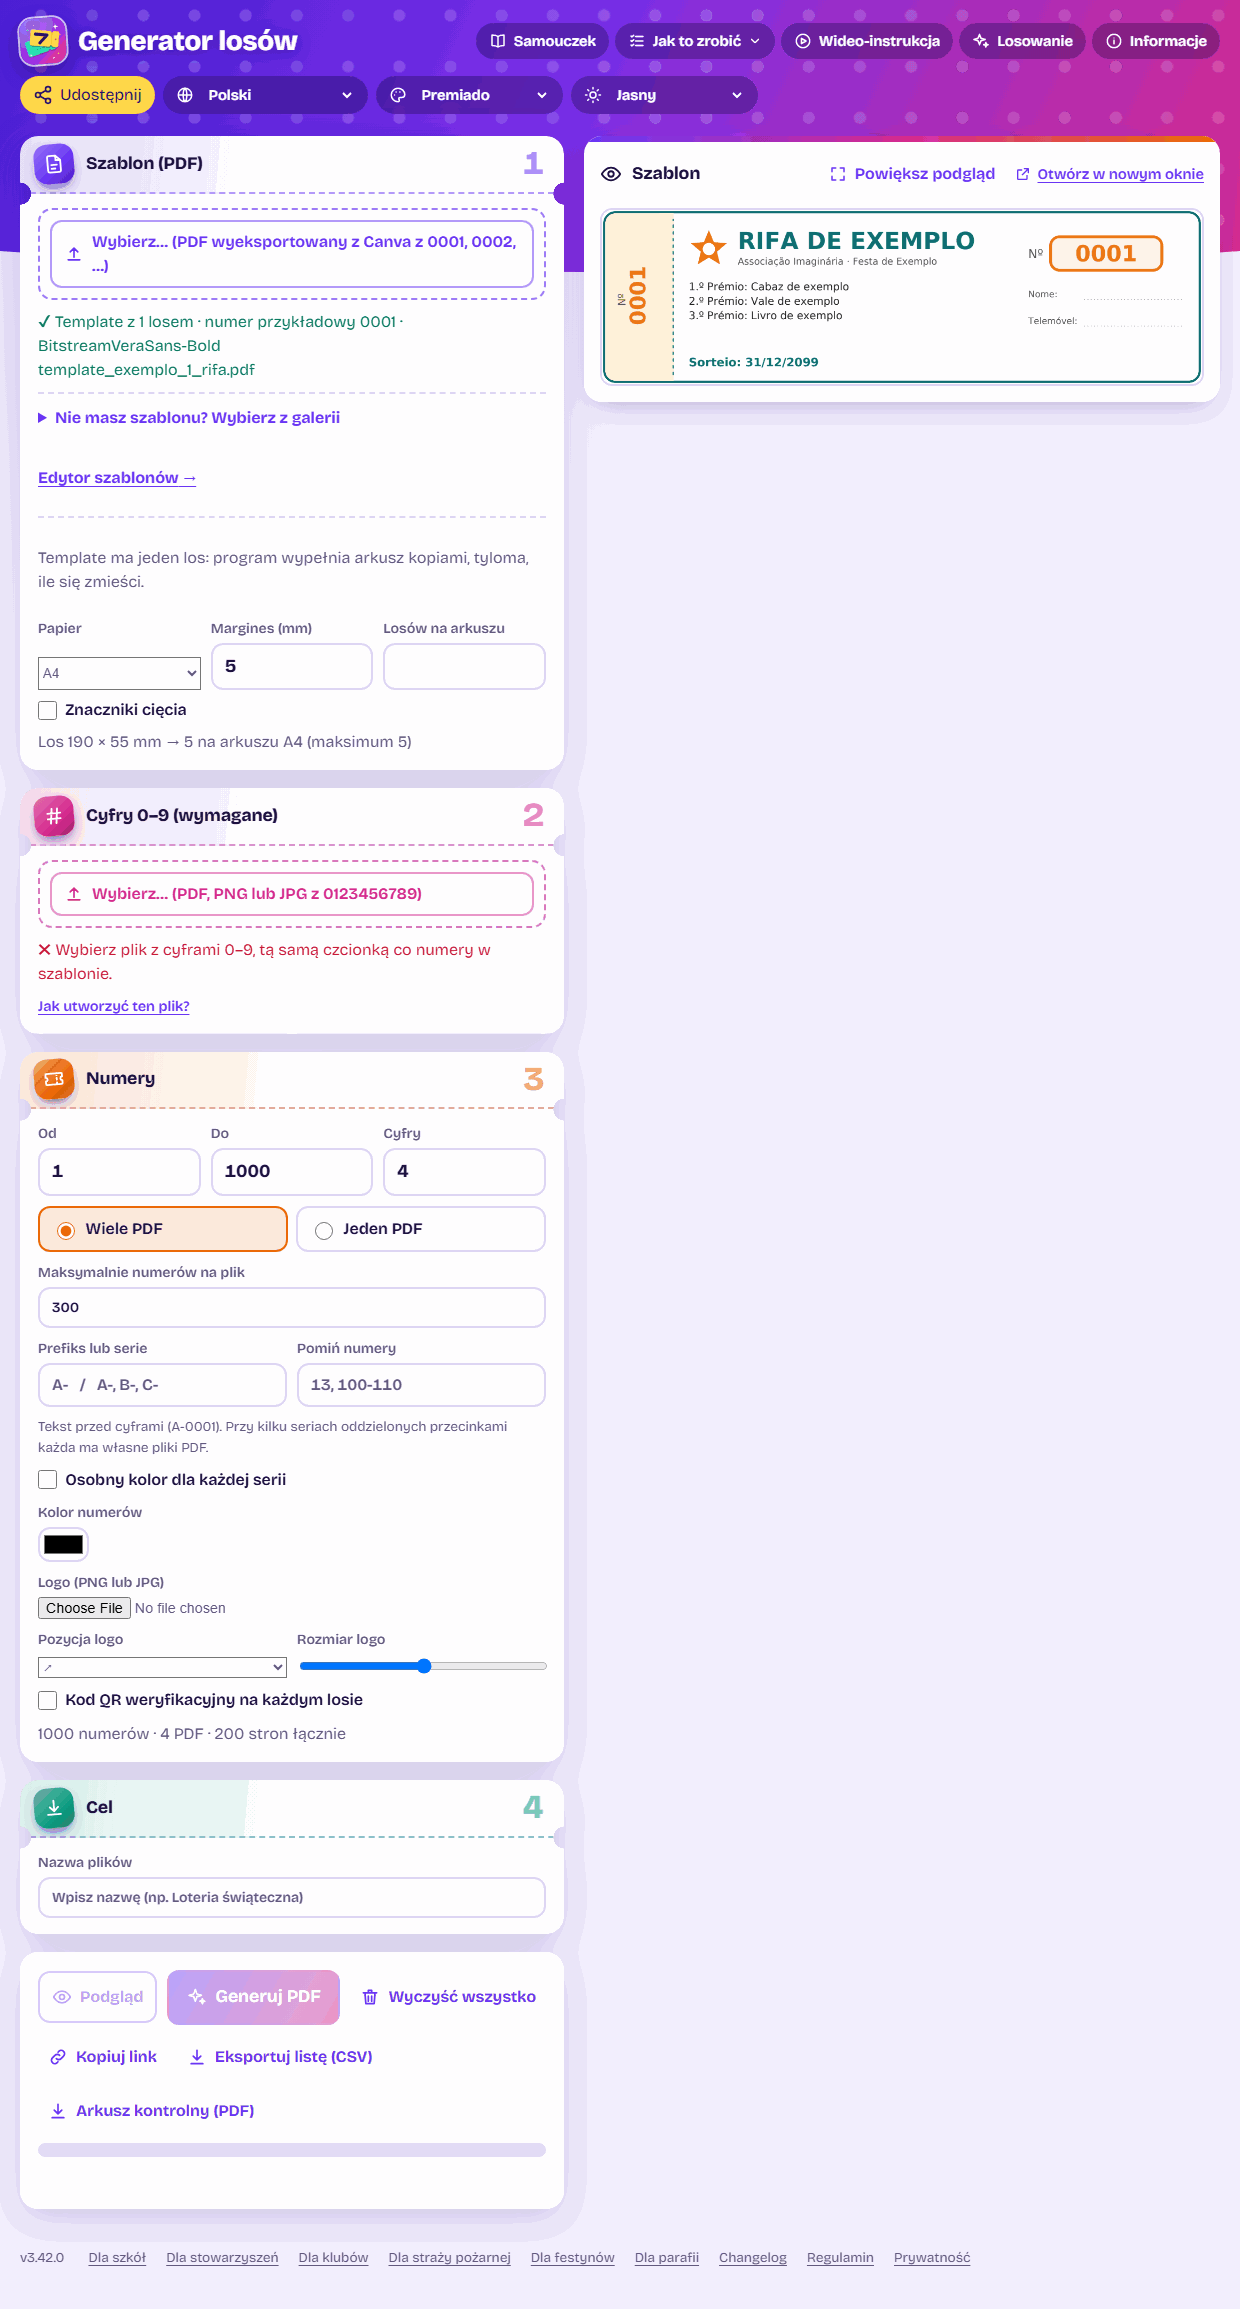 Generator losów
Samouczek
Jak to zrobić
Wideo-instrukcja
Losowanie
Informacje
Udostępnij
Polski
Premiado
Jasny
Szablon (PDF)
1
Wybierz... (PDF wyeksportowany z Canva z 0001, 0002,
...)
✓ Template z 1 losem · numer przykładowy 0001 ·
BitstreamVeraSans-Bold
template_exemplo_1_rifa.pdf
Nie masz szablonu? Wybierz z galerii
Edytor szablonów →
Template ma jeden los: program wypełnia arkusz kopiami, tyloma,
ile się zmieści.
Papier
Margines (mm)
Losów na arkuszu
A4
5
Znaczniki cięcia
Los 190 × 55 mm → 5 na arkuszu A4 (maksimum 5)
Cyfry 0–9 (wymagane)
2
Wybierz... (PDF, PNG lub JPG z 0123456789)
✕ Wybierz plik z cyframi 0–9, tą samą czcionką co numery w
szablonie.
Jak utworzyć ten plik?
Numery
3
Od
Do
Cyfry
1
1000
4
Wiele PDF
Jeden PDF
Maksymalnie numerów na plik
300
Prefiks lub serie
Pomiń numery
A- / A-, B-, C-
13, 100-110
Tekst przed cyframi (A-0001). Przy kilku seriach oddzielonych przecinkami
każda ma własne pliki PDF.
Osobny kolor dla każdej serii
Kolor numerów
Logo (PNG lub JPG)
Choose File No file chosen
Pozycja logo
Rozmiar logo
↗
Kod QR weryfikacyjny na każdym losie
1000 numerów · 4 PDF · 200 stron łącznie
Cel
4
Nazwa plików
Wpisz nazwę (np. Loteria świąteczna)
Podgląd
Generuj PDF
Wyczyść wszystko
Kopiuj link
Eksportuj listę (CSV)
Arkusz kontrolny (PDF)
Szablon
Powiększ podgląd
Otwórz w nowym oknie
Nº
0001
RIFA DE EXEMPLO
Associação Imaginária · Festa de Exemplo
1.º Prémio: Cabaz de exemplo
2.º Prémio: Vale de exemplo
3.º Prémio: Livro de exemplo
Sorteio: 31/12/2099
Nº 0001
Nome:
Telemóvel:
v3.42.0
Dla szkół
Dla stowarzyszeń
Dla klubów
Dla straży pożarnej
Dla festynów
Dla parafii
Changelog
Regulamin
Prywatność